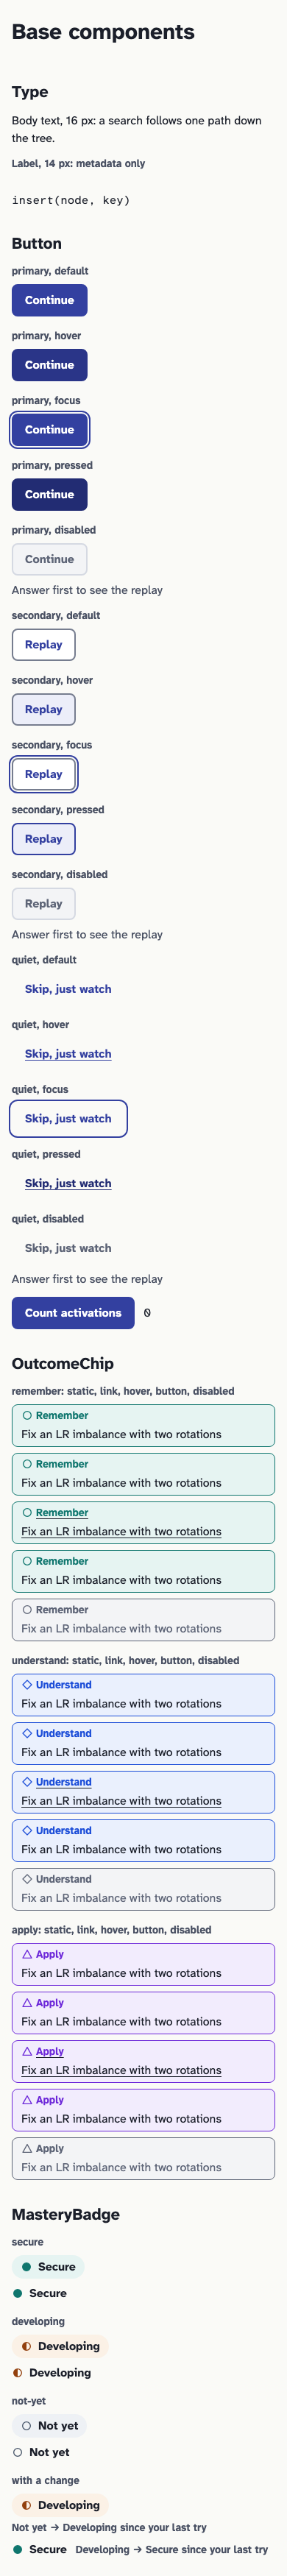 Base components
Type
Body text, 16 px: a search follows one path down
the tree.
Label, 14 px: metadata only
insert(node, key)
Button
primary, default
Continue
primary, hover
Continue
primary, focus
Continue
primary, pressed
Continue
primary, disabled
Continue
Answer first to see the replay
secondary, default
Replay
secondary, hover
Replay
secondary, focus
Replay
secondary, pressed
Replay
secondary, disabled
Replay
Answer first to see the replay
quiet, default
Skip, just watch
quiet, hover
Skip, just watch
quiet, focus
Skip, just watch
quiet, pressed
Skip, just watch
quiet, disabled
Skip, just watch
Answer first to see the replay
Count activations 0
OutcomeChip
remember: static, link, hover, button, disabled
Remember
Fix an LR imbalance with two rotations
Remember
Fix an LR imbalance with two rotations
Remember
Fix an LR imbalance with two rotations
Remember
Fix an LR imbalance with two rotations
Remember
Fix an LR imbalance with two rotations
understand: static, link, hover, button, disabled
Understand
Fix an LR imbalance with two rotations
Understand
Fix an LR imbalance with two rotations
Understand
Fix an LR imbalance with two rotations
Understand
Fix an LR imbalance with two rotations
Understand
Fix an LR imbalance with two rotations
apply: static, link, hover, button, disabled
Apply
Fix an LR imbalance with two rotations
Apply
Fix an LR imbalance with two rotations
Apply
Fix an LR imbalance with two rotations
Apply
Fix an LR imbalance with two rotations
Apply
Fix an LR imbalance with two rotations
MasteryBadge
secure
Secure
Secure
developing
Developing
Developing
not-yet
Not yet
Not yet
with a change
Developing
Not yet → Developing since your last try
Secure Developing → Secure since your last try